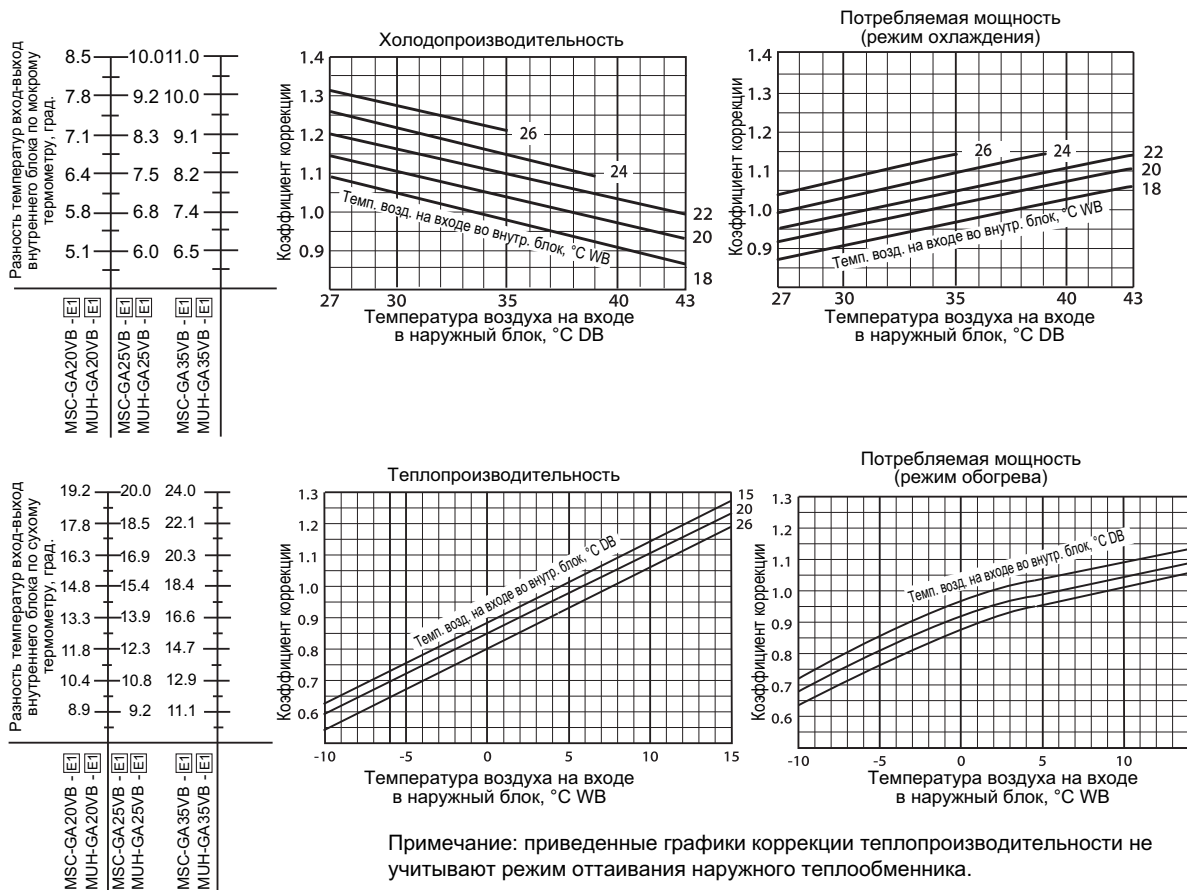 Разность температур вход-выход
внутреннего блока по мокрому
термометру, град.
8.5 10.0 11.0
7.8 9.2 10.0
7.1 8.3 9.1
6.4 7.5 8.2
5.8 6.8 7.4
5.1 6.0 6.5
MSC-GA20VB - E1
MUH-GA20VB - E1
MSC-GA25VB - E1
MUH-GA25VB - E1
MSC-GA35VB - E1
MUH-GA35VB - E1
Холодопроизводительность
Коэффициент коррекции
1.4
1.3
1.2
1.1
1.0
0.9
26
24
22
20
18
Темп. возд. на входе во внутр. блок, °C WB
27 30 35 40 43
Температура воздуха на входе
в наружный блок, °C DB
Потребляемая мощность
(режим охлаждения)
Коэффициент коррекции
1.4
1.3
1.2
1.1
1.0
0.9
26
24
22
20
18
Темп. возд. на входе во внутр. блок, °C WB
27 30 35 40 43
Температура воздуха на входе
в наружный блок, °C DB
Разность температур вход-выход
внутреннего блока по сухому
термометру, град.
19.2 20.0 24.0
17.8 18.5 22.1
16.3 16.9 20.3
14.8 15.4 18.4
13.3 13.9 16.6
11.8 12.3 14.7
10.4 10.8 12.9
8.9 9.2 11.1
MSC-GA20VB - E1
MUH-GA20VB - E1
MSC-GA25VB - E1
MUH-GA25VB - E1
MSC-GA35VB - E1
MUH-GA35VB - E1
Теплопроизводительность
Коэффициент коррекции
1.3
1.2
1.1
1.0
0.9
0.8
0.7
0.6
15
20
26
Темп. возд. на входе во внутр. блок, °C DB
-10 -5 0 5 10 15
Температура воздуха на входе
в наружный блок, °C WB
Потребляемая мощность
(режим обогрева)
Коэффициент коррекции
1.3
1.2
1.1
1.0
0.9
0.8
0.7
0.6
Темп. возд. на входе во внутр. блок, °C DB
-10 -5 0 5 10
Температура воздуха на входе
в наружный блок, °C WB
Примечание: приведенные графики коррекции теплопроизводительности не
учитывают режим оттаивания наружного теплообменника.